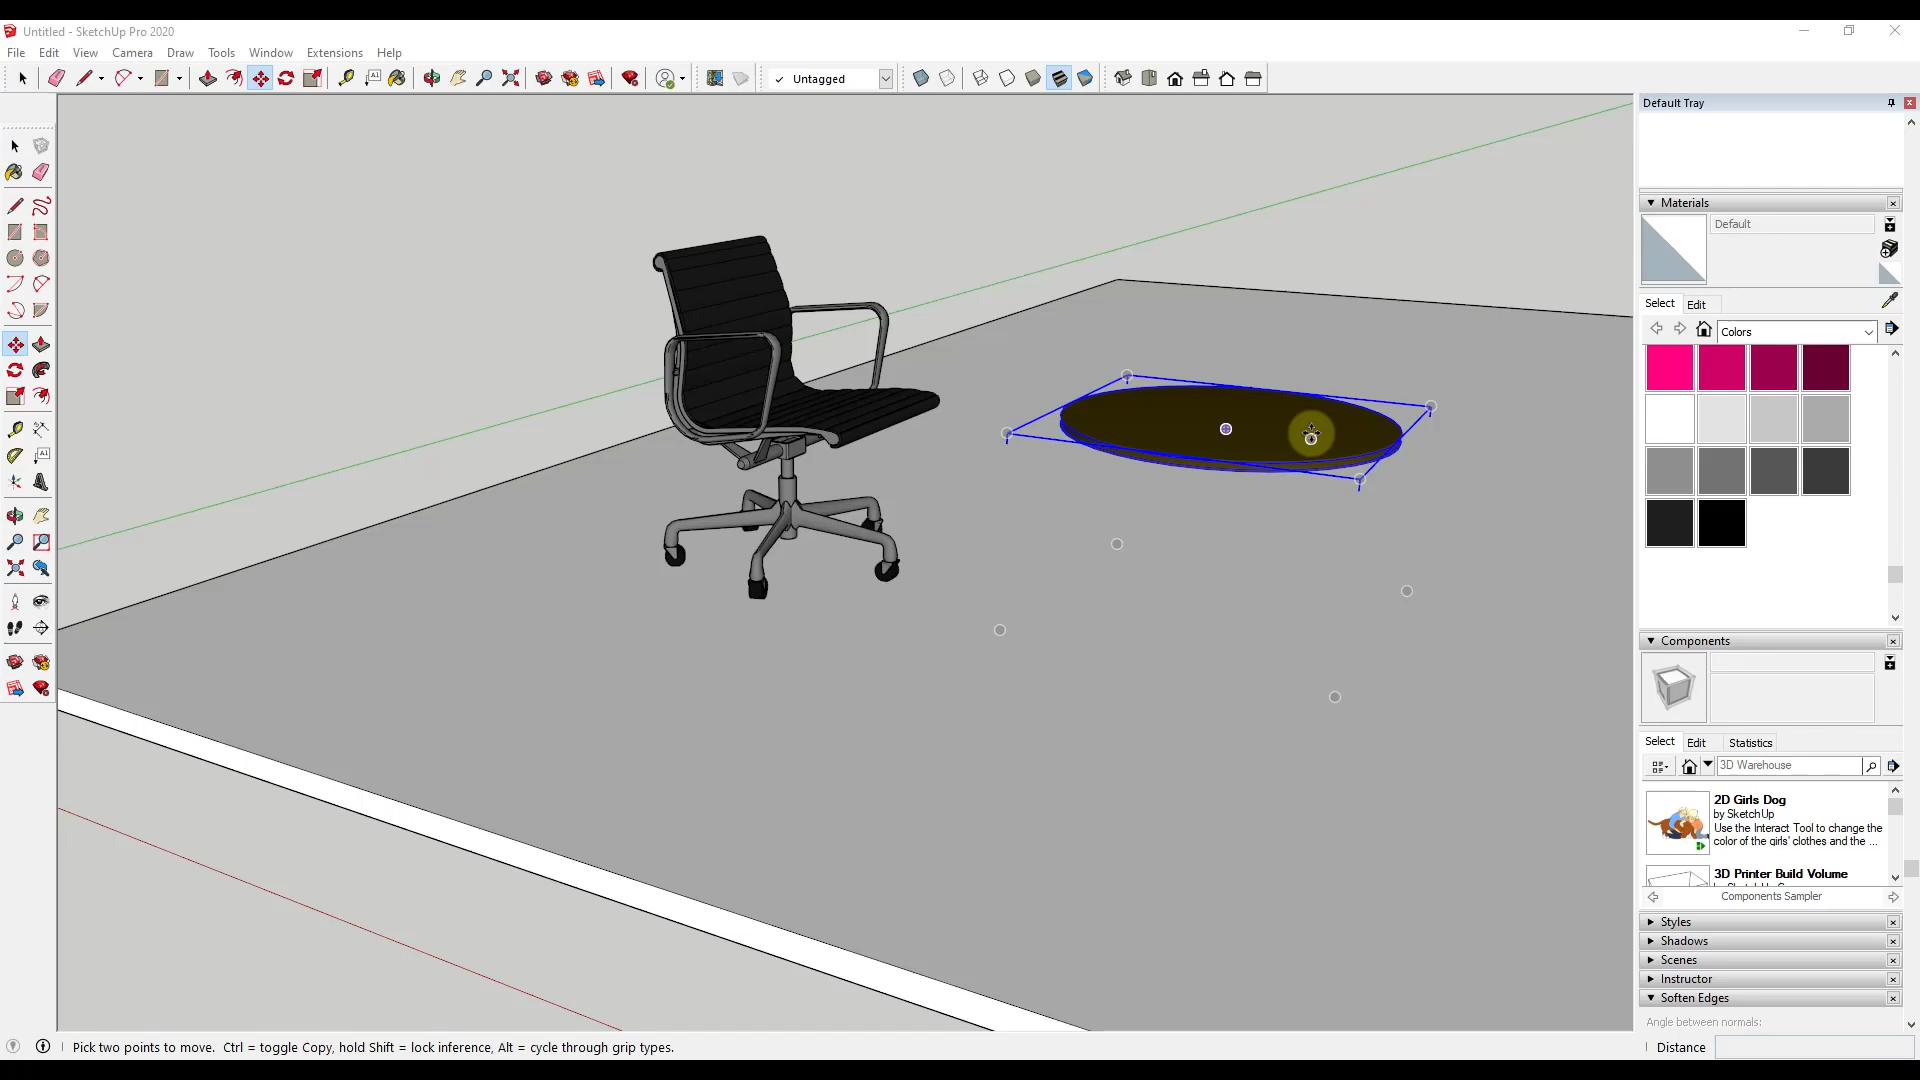 Untitled - SketchUp Pro 2020
File Edit View Camera Draw Tools Window Extensions Help
A1
✓ Untagged
Default Tray
Materials
Default
Select Edit
Colors
A1
Components
Select Edit Statistics
3D Warehouse
2D Girls Dog
by SketchUp
Use the Interact Tool to change the
color of the girls' clothes and the ...
3D Printer Build Volume
Components Sampler
Styles
Shadows
Scenes
Instructor
Soften Edges
Angle between normals:
Pick two points to move. Ctrl = toggle Copy, hold Shift = lock inference, Alt = cycle through grip types.
Distance